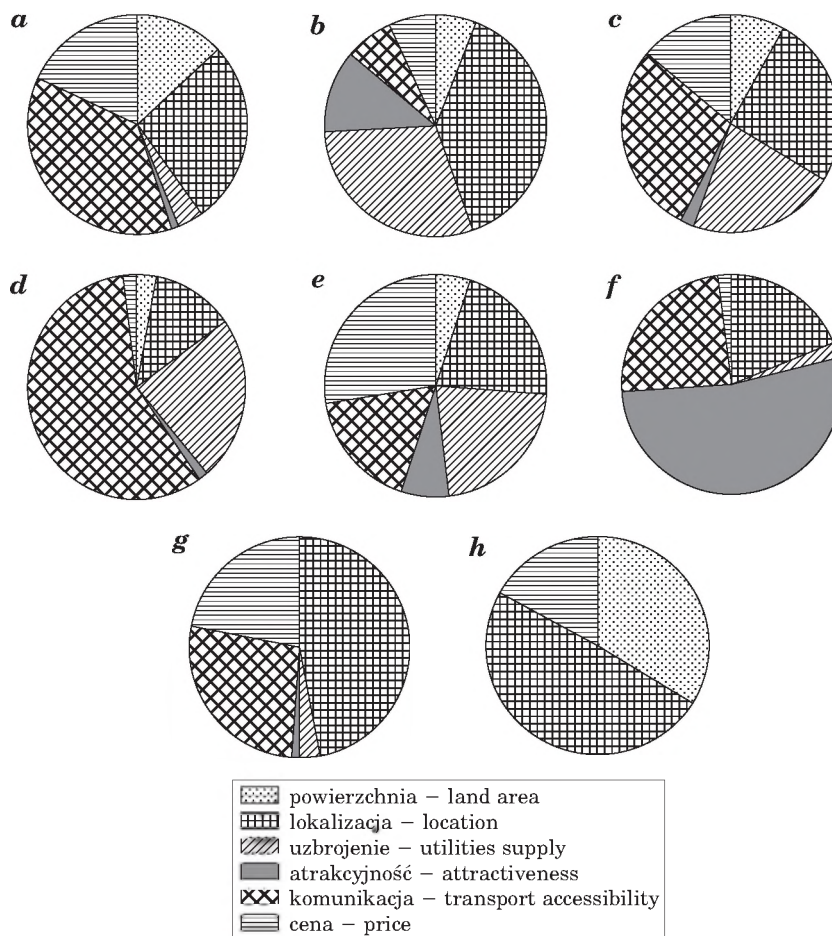 a
b
c
d
e
f
g
h
powierzchnia – land area
lokalizacja – location
uzbrojenie – utilities supply
atrakcyjność – attractiveness
komunikacja – transport accessibility
cena – price